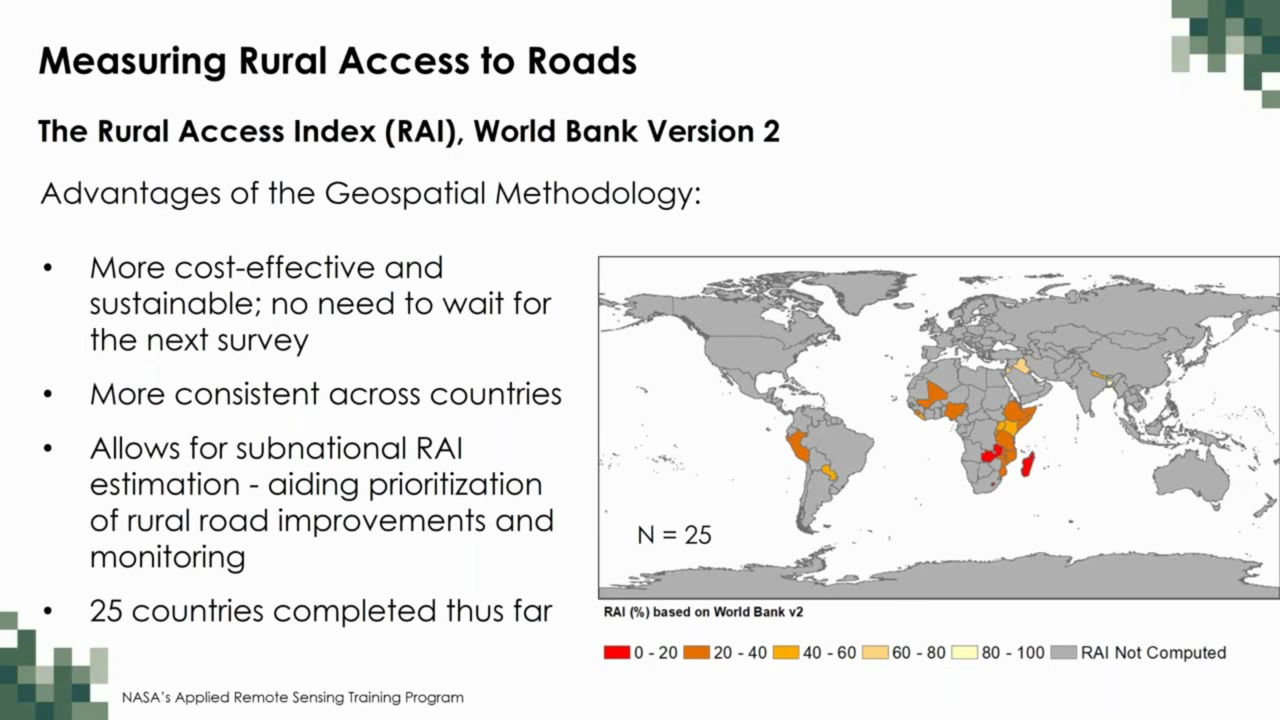 Measuring Rural Access to Roads
The Rural Access Index (RAI), World Bank Version 2
Advantages of the Geospatial Methodology:
• More cost-effective and
sustainable; no need to wait for
the next survey
• More consistent across countries
• Allows for subnational RAI
estimation - aiding prioritization
of rural road improvements and
monitoring
• 25 countries completed thus far
N = 25
RAI (%) based on World Bank v2
0 - 20 20 - 40 40 - 60 60 - 80 80 - 100 RAI Not Computed
NASA's Applied Remote Sensing Training Program